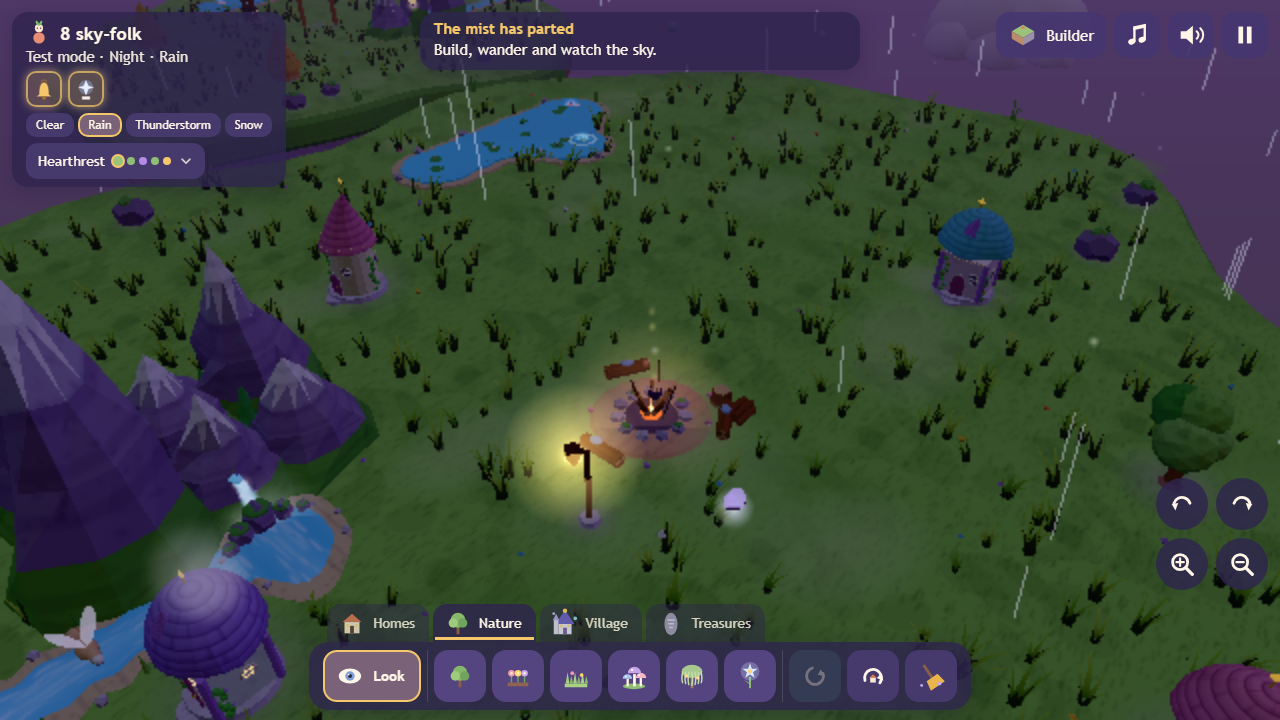 8 sky-folk
Test mode · Night · Rain
Clear
Rain
Thunderstorm
Snow
Hearthrest
The mist has parted
Build, wander and watch the sky.
Builder
Homes
Nature
Village
Treasures
Look